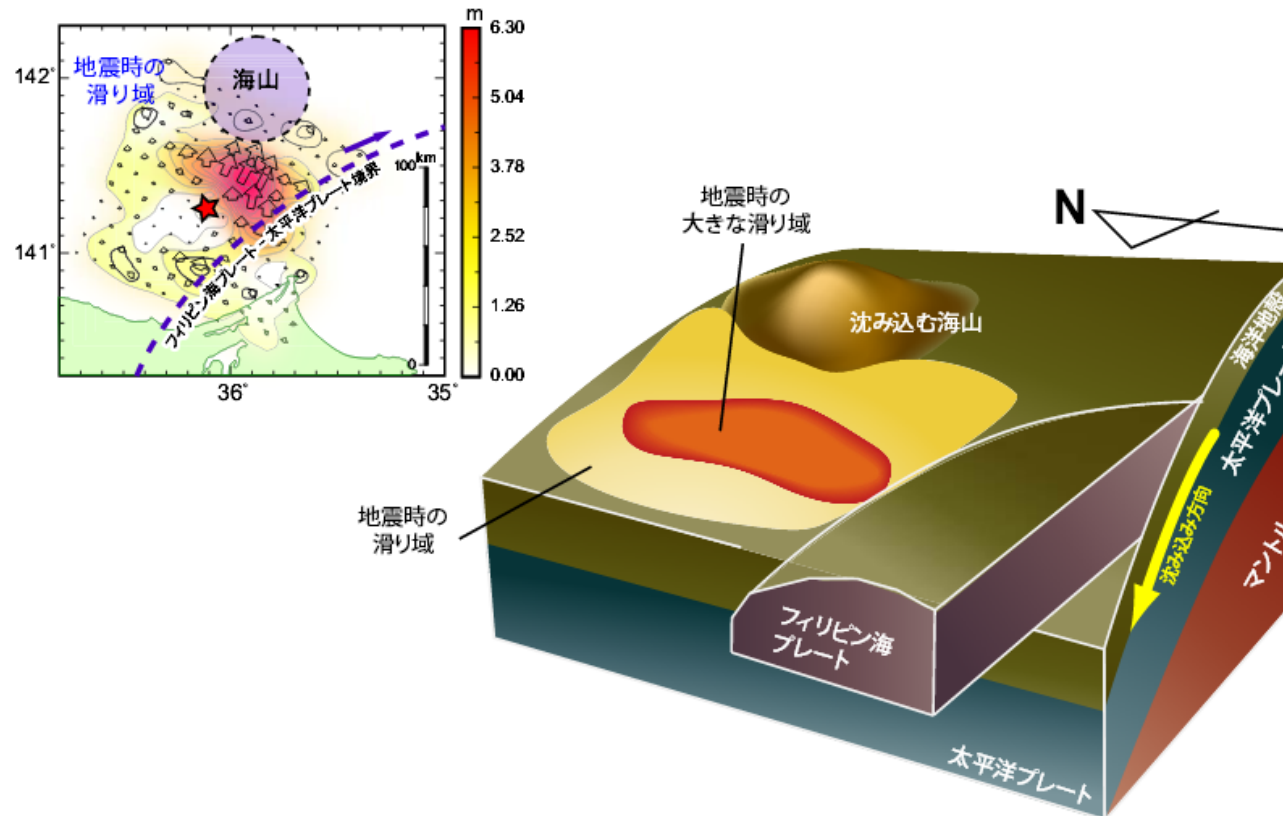 m
6.30
5.04
3.78
2.52
1.26
0.00
142°
141°
36°
35°
地震時の
滑り域
海山
100km
0
フィリピン海プレート-太平洋プレート境界
N
地震時の
大きな滑り域
沈み込む海山
地震時の
滑り域
海洋地殻
太平洋プレート
沈み込み方向
マントル
フィリピン海
プレート
太平洋プレート